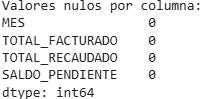 Valores nulos por columna:
MES                0
TOTAL_FACTURADO    0
TOTAL_RECAUDADO    0
SALDO_PENDIENTE    0
dtype: int64